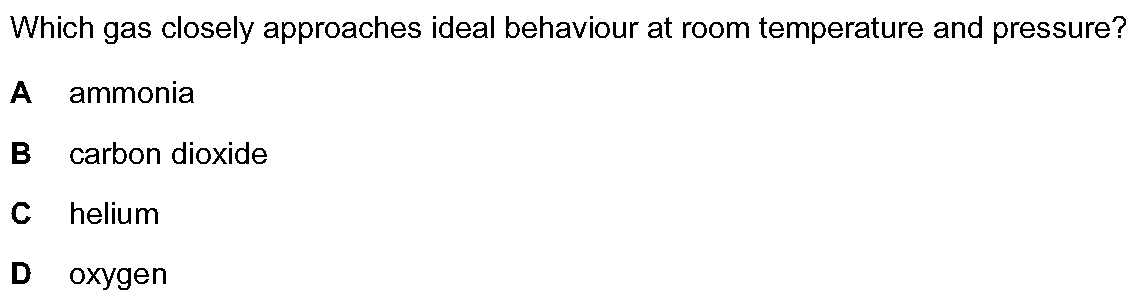 Which gas closely approaches ideal behaviour at room temperature and pressure?
A ammonia
B carbon dioxide
C helium
D oxygen